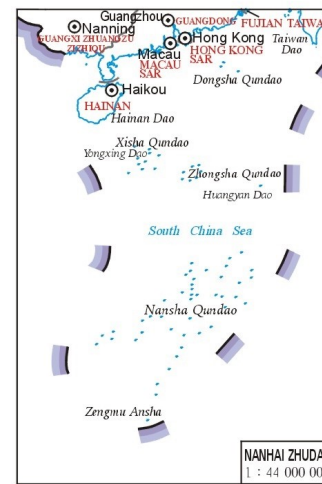 Guangzhou
GUANGDONG
FUJIAN
TAIWA
Nanning
GUANGXI ZHUANGZU
ZIZHIQU
Hong Kong
HONG KONG
SAR
Taiwan
Dao
Macau
MACAU
SAR
Dongsha Qundao
Haikou
HAINAN
Hainan Dao
Xisha Qundao
Yongxing Dao
Zhongsha Qundao
Huangyan Dao
South China Sea
Nansha Qundao
Zengmu Ansha
NANHAI ZHUDA
1 : 44 000 00